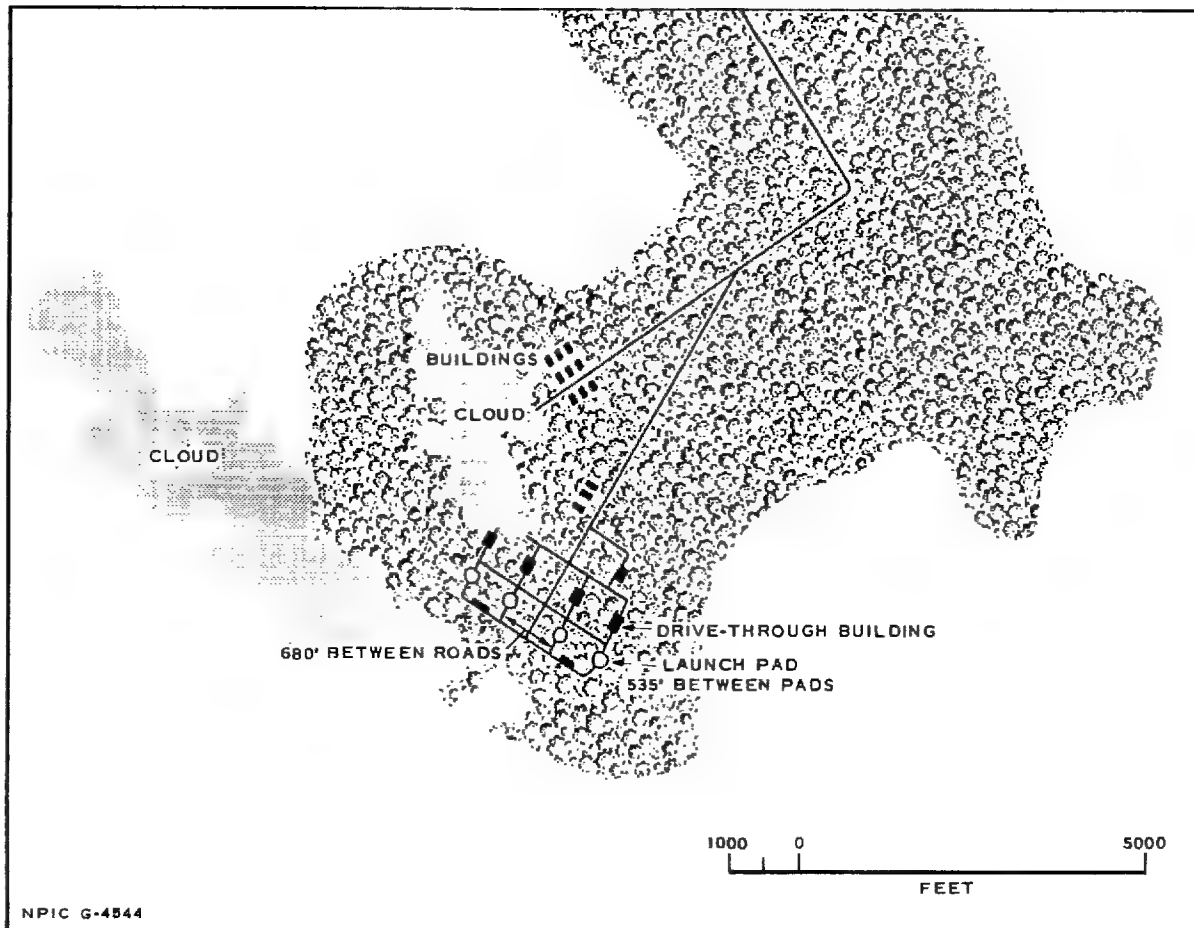 BUILDINGS
CLOUD
CLOUD
DRIVE-THROUGH BUILDING
680' BETWEEN ROADS
LAUNCH PAD
535' BETWEEN PADS
1000 0 5000
FEET
NPIC G-4544